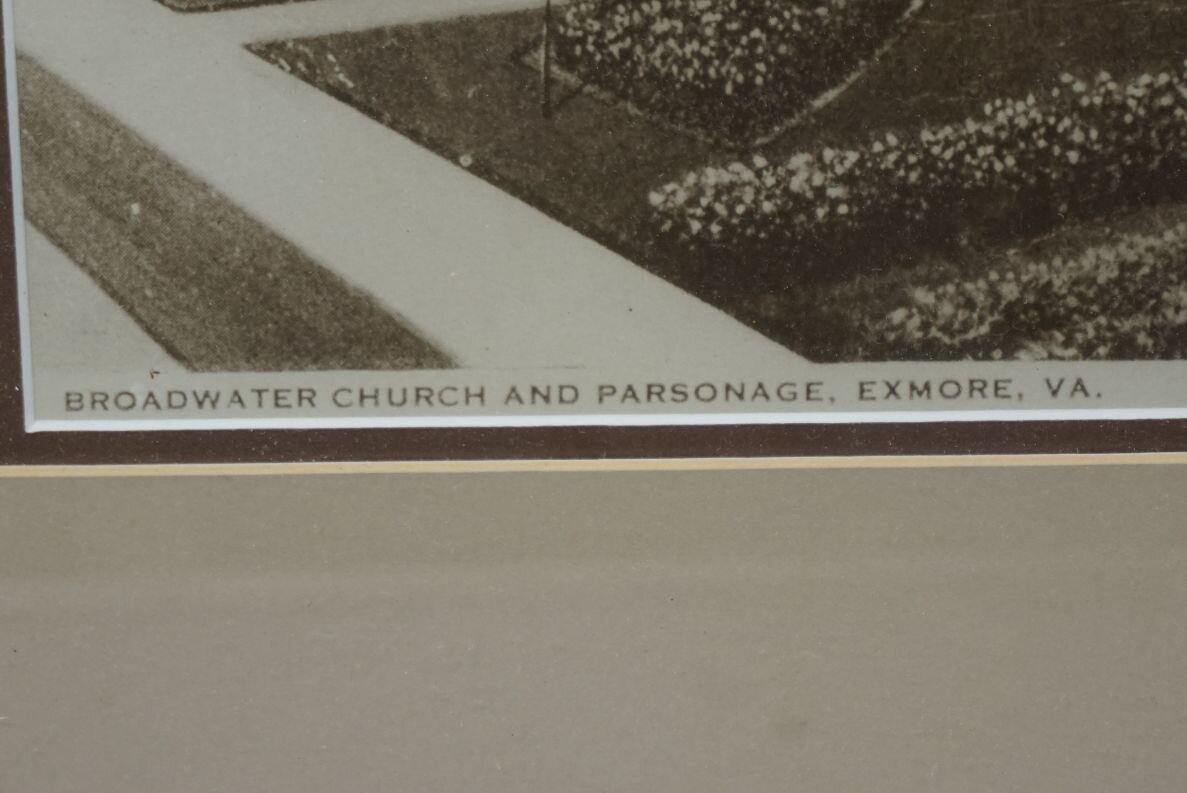 BROADWATER CHURCH AND PARSONAGE, EXMORE, VA.